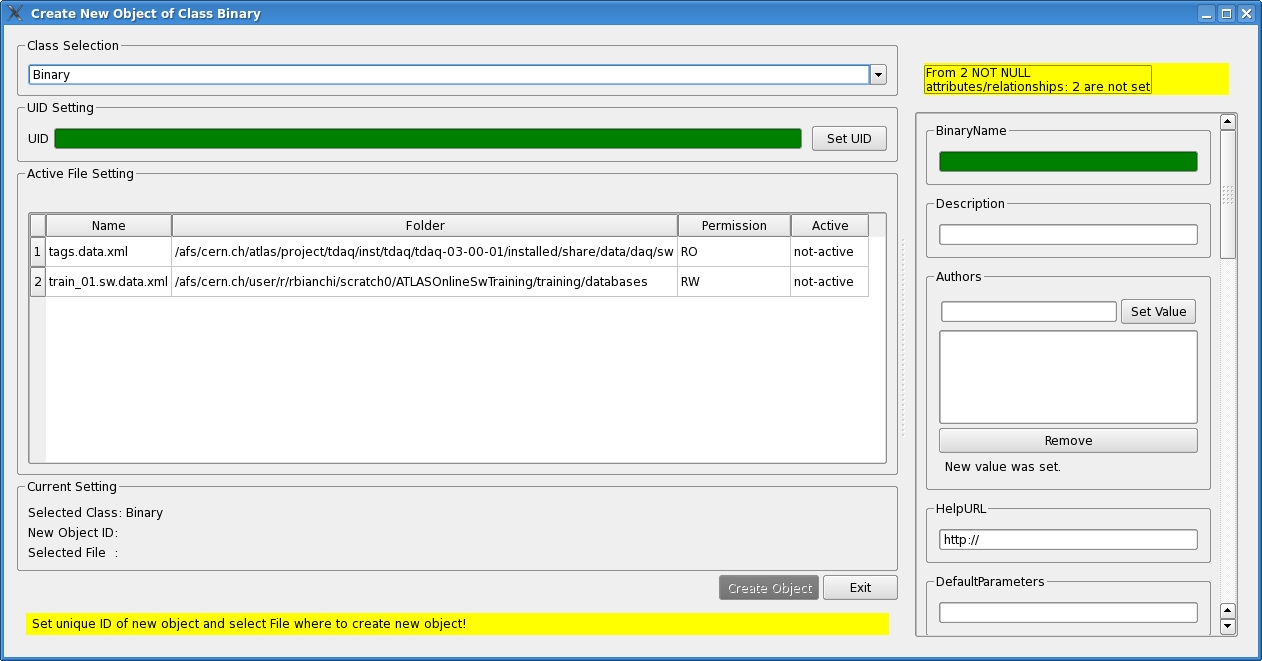 Create New Object of Class Binary
Class Selection
Binary
UID Setting
UID Set UID
Active File Setting
Name Folder Permission Active
1 tags.data.xml /afs/cern.ch/atlas/project/tdaq/inst/tdaq/tdaq-03-00-01/installed/share/data/daq/sw RO not-active
2 train_01.sw.data.xml /afs/cern.ch/user/r/rbianchi/scratch0/ATLASOnlineSwTraining/training/databases RW not-active
Current Setting
Selected Class: Binary
New Object ID:
Selected File :
Create Object Exit
Set unique ID of new object and select File where to create new object!
From 2 NOT NULL
attributes/relationships: 2 are not set
BinaryName
Description
Authors
Set Value
Remove
New value was set.
HelpURL
http://
DefaultParameters